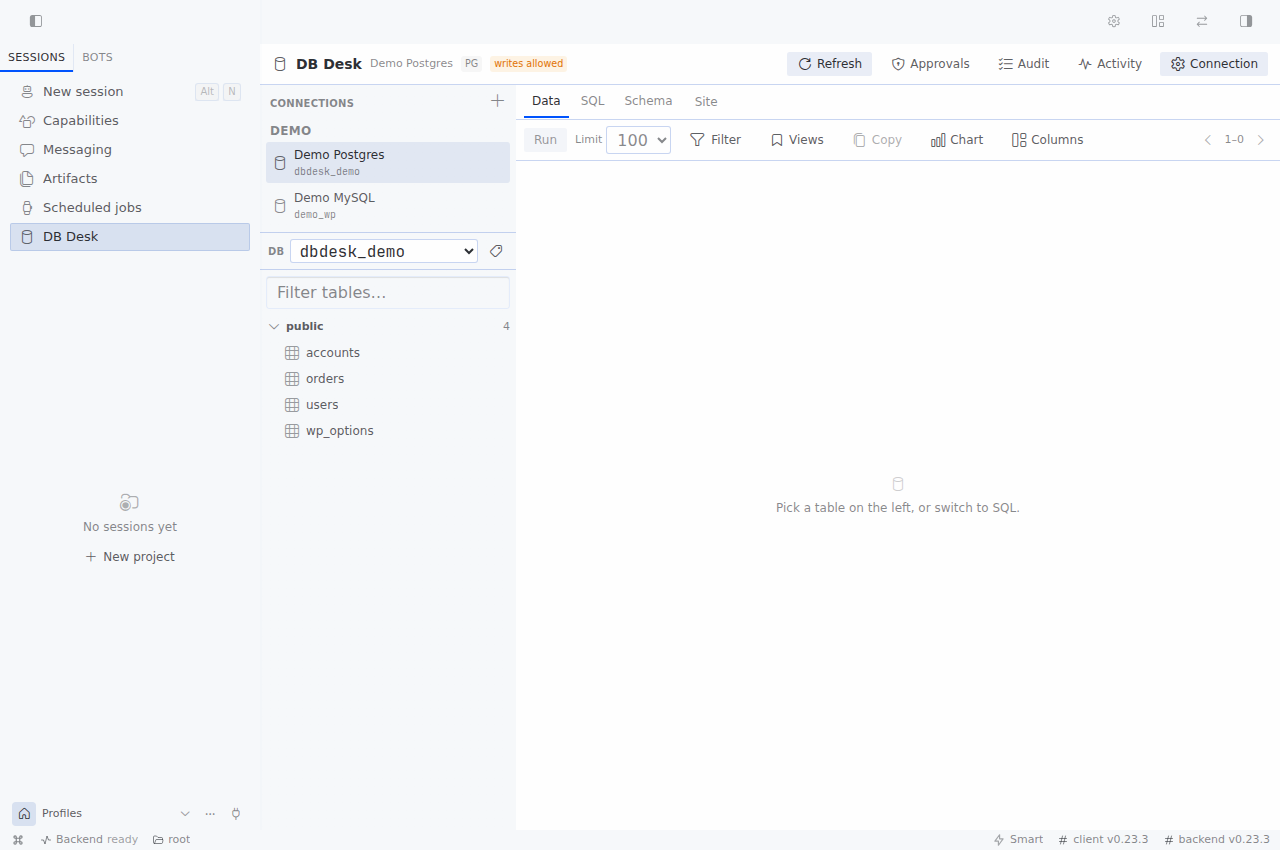 SESSIONS BOTS
New session Alt N
Capabilities
Messaging
Artifacts
Scheduled jobs
DB Desk
No sessions yet
New project
Profiles
DB Desk Demo Postgres PG writes allowed
Refresh Approvals Audit Activity Connection
CONNECTIONS
DEMO
Demo Postgres
dbdesk_demo
Demo MySQL
demo_wp
DB dbdesk_demo
Filter tables...
public 4
accounts
orders
users
wp_options
Data SQL Schema Site
Run Limit 100 Filter Views Copy Chart Columns 1–0
Pick a table on the left, or switch to SQL.
Backend ready root
Smart # client v0.23.3 # backend v0.23.3